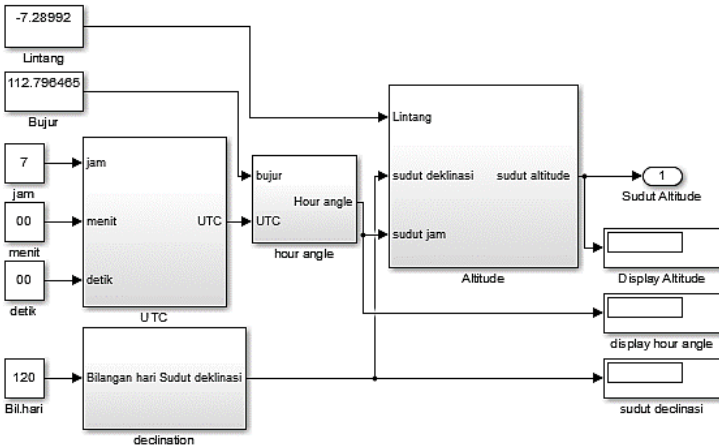 -7.28992
Lintang
112.796465
Bujur
7
jam
00
menit
00
detik
jam
menit
detik
UTC
UTC
bujur
UTC
Hour angle
hour angle
Lintang
sudut deklinasi
sudut jam
sudut altitude
Altitude
1
Sudut Altitude
Display Altitude
display hour angle
120
Bil.hari
Bilangan hari Sudut deklinasi
declination
sudut declinasi